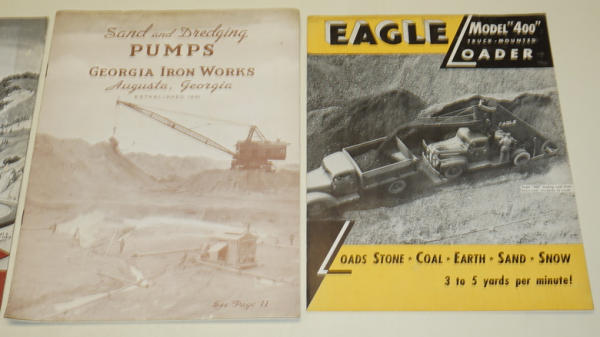 Sand and Dredging
PUMPS
GEORGIA IRON WORKS
Augusta, Georgia
See Page 11
EAGLE
MODEL "400"
TRUCK-MOUNTED
LOADER
EAGLE
LOADS STONE • COAL • EARTH • SAND • SNOW
3 to 5 yards per minute!